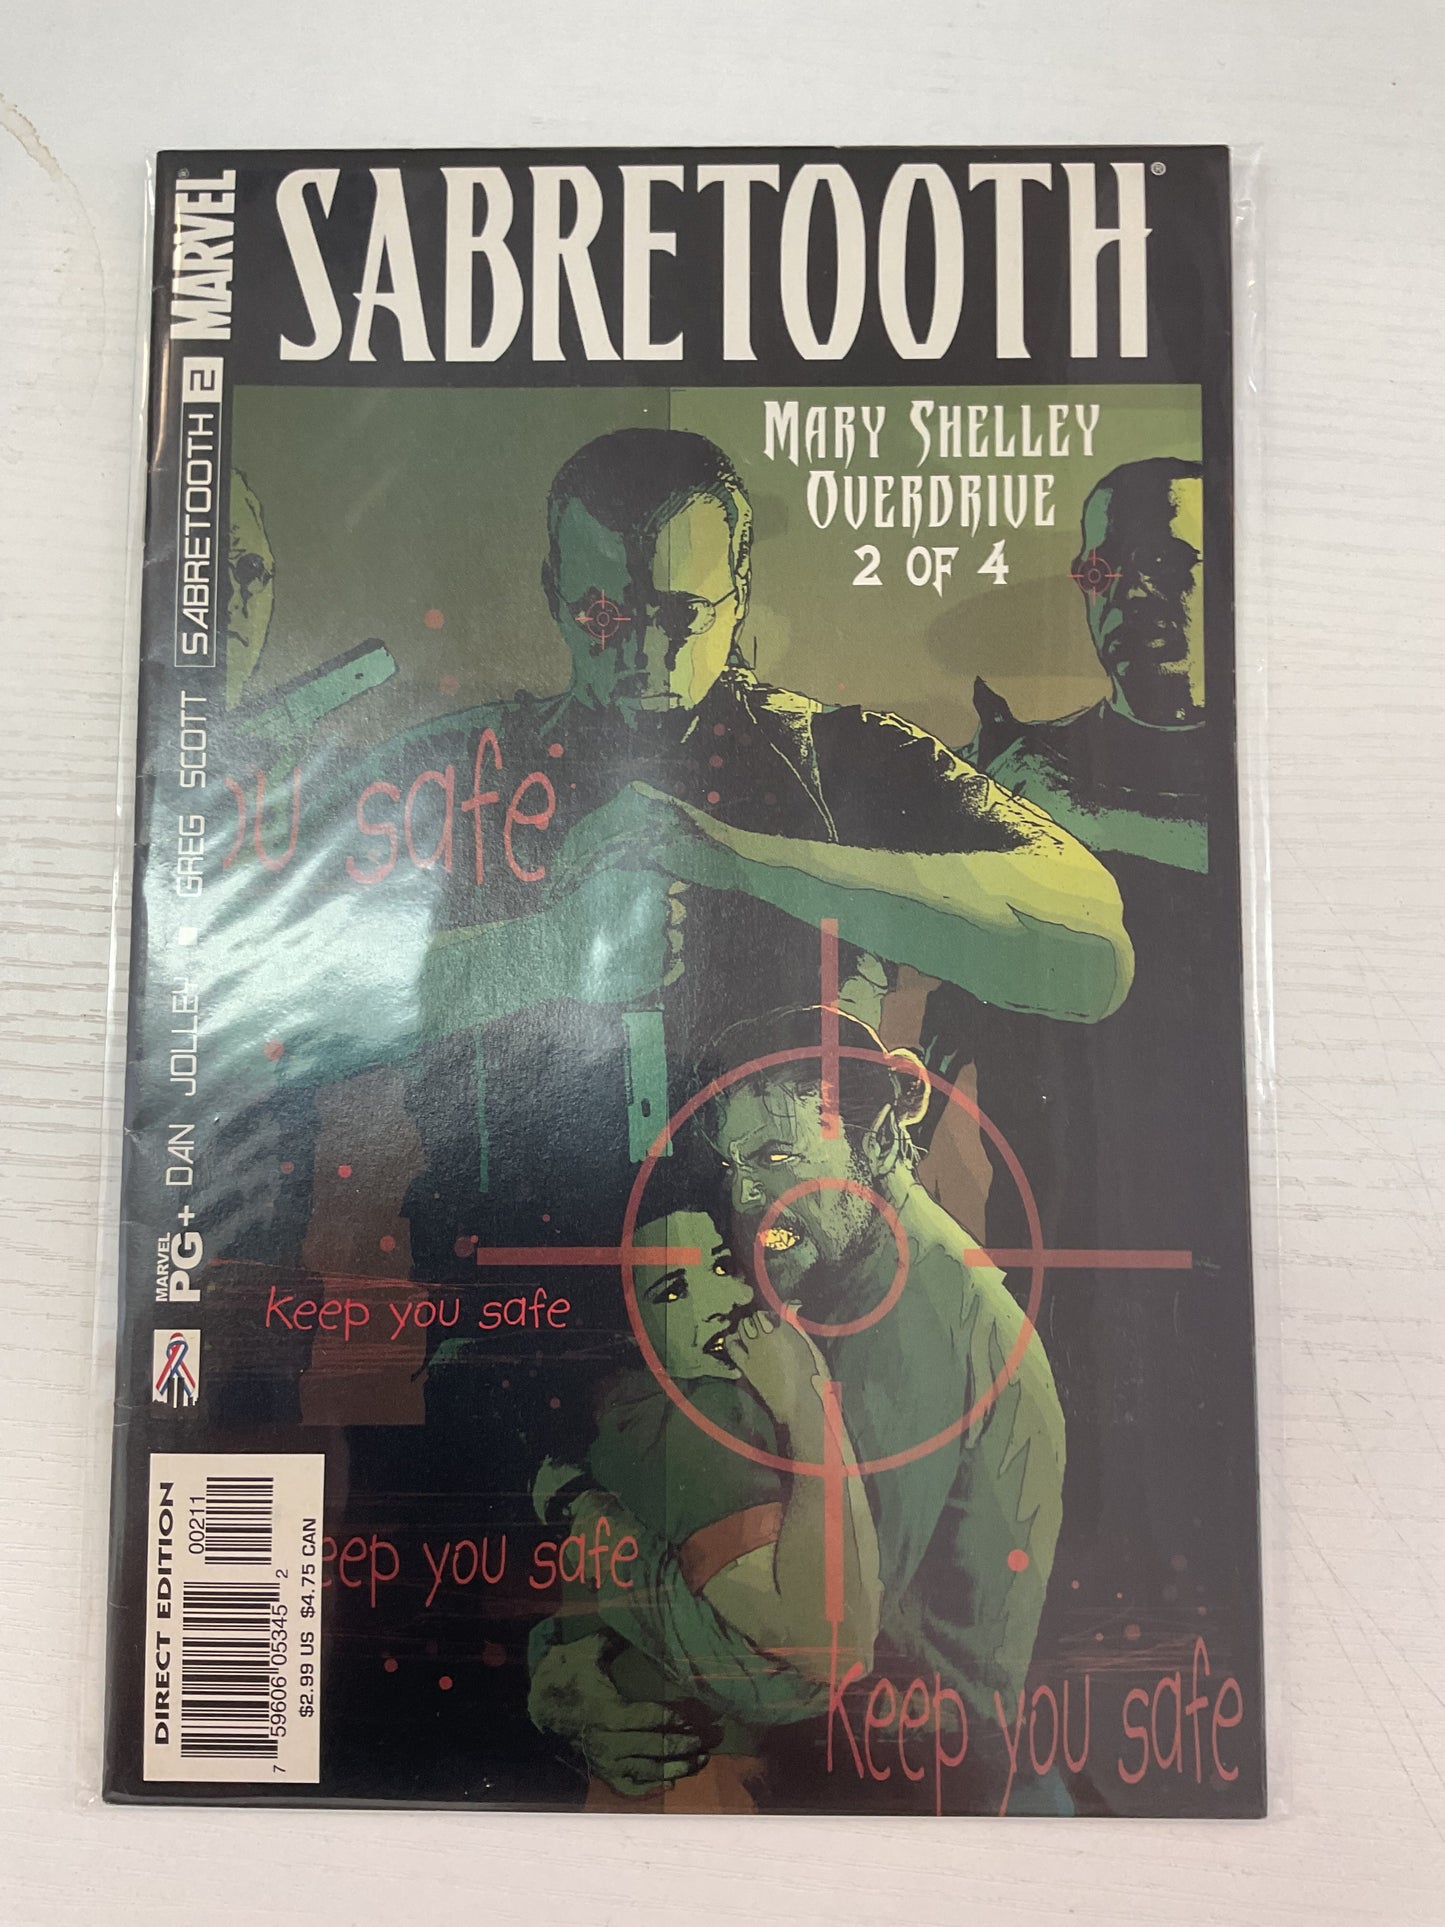 SABRETOOTH®
MARY SHELLEY
OVERDRIVE
2 OF 4
MARVEL®
SABRETOOTH 2
DAN JOLLEY ▪ GREG SCOTT
MARVEL
PG+
OU safe
keep you safe
eep you safe
keep you safe
DIRECT EDITION
00211
7 59606 05345 2
$2.99 US $4.75 CAN